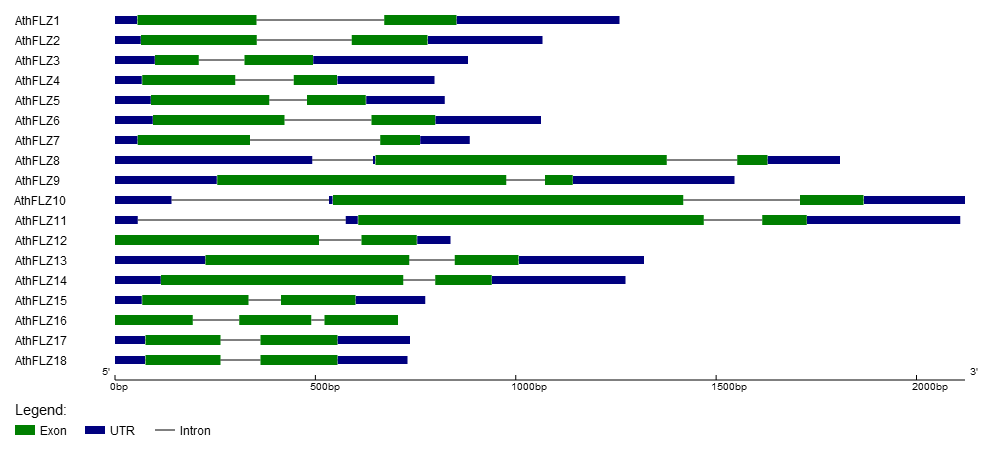 AthFLZ1
AthFLZ2
AthFLZ3
AthFLZ4
AthFLZ5
AthFLZ6
AthFLZ7
AthFLZ8
AthFLZ9
AthFLZ10
AthFLZ11
AthFLZ12
AthFLZ13
AthFLZ14
AthFLZ15
AthFLZ16
AthFLZ17
AthFLZ18
5' 3'
0bp 500bp 1000bp 1500bp 2000bp
Legend:
Exon UTR Intron